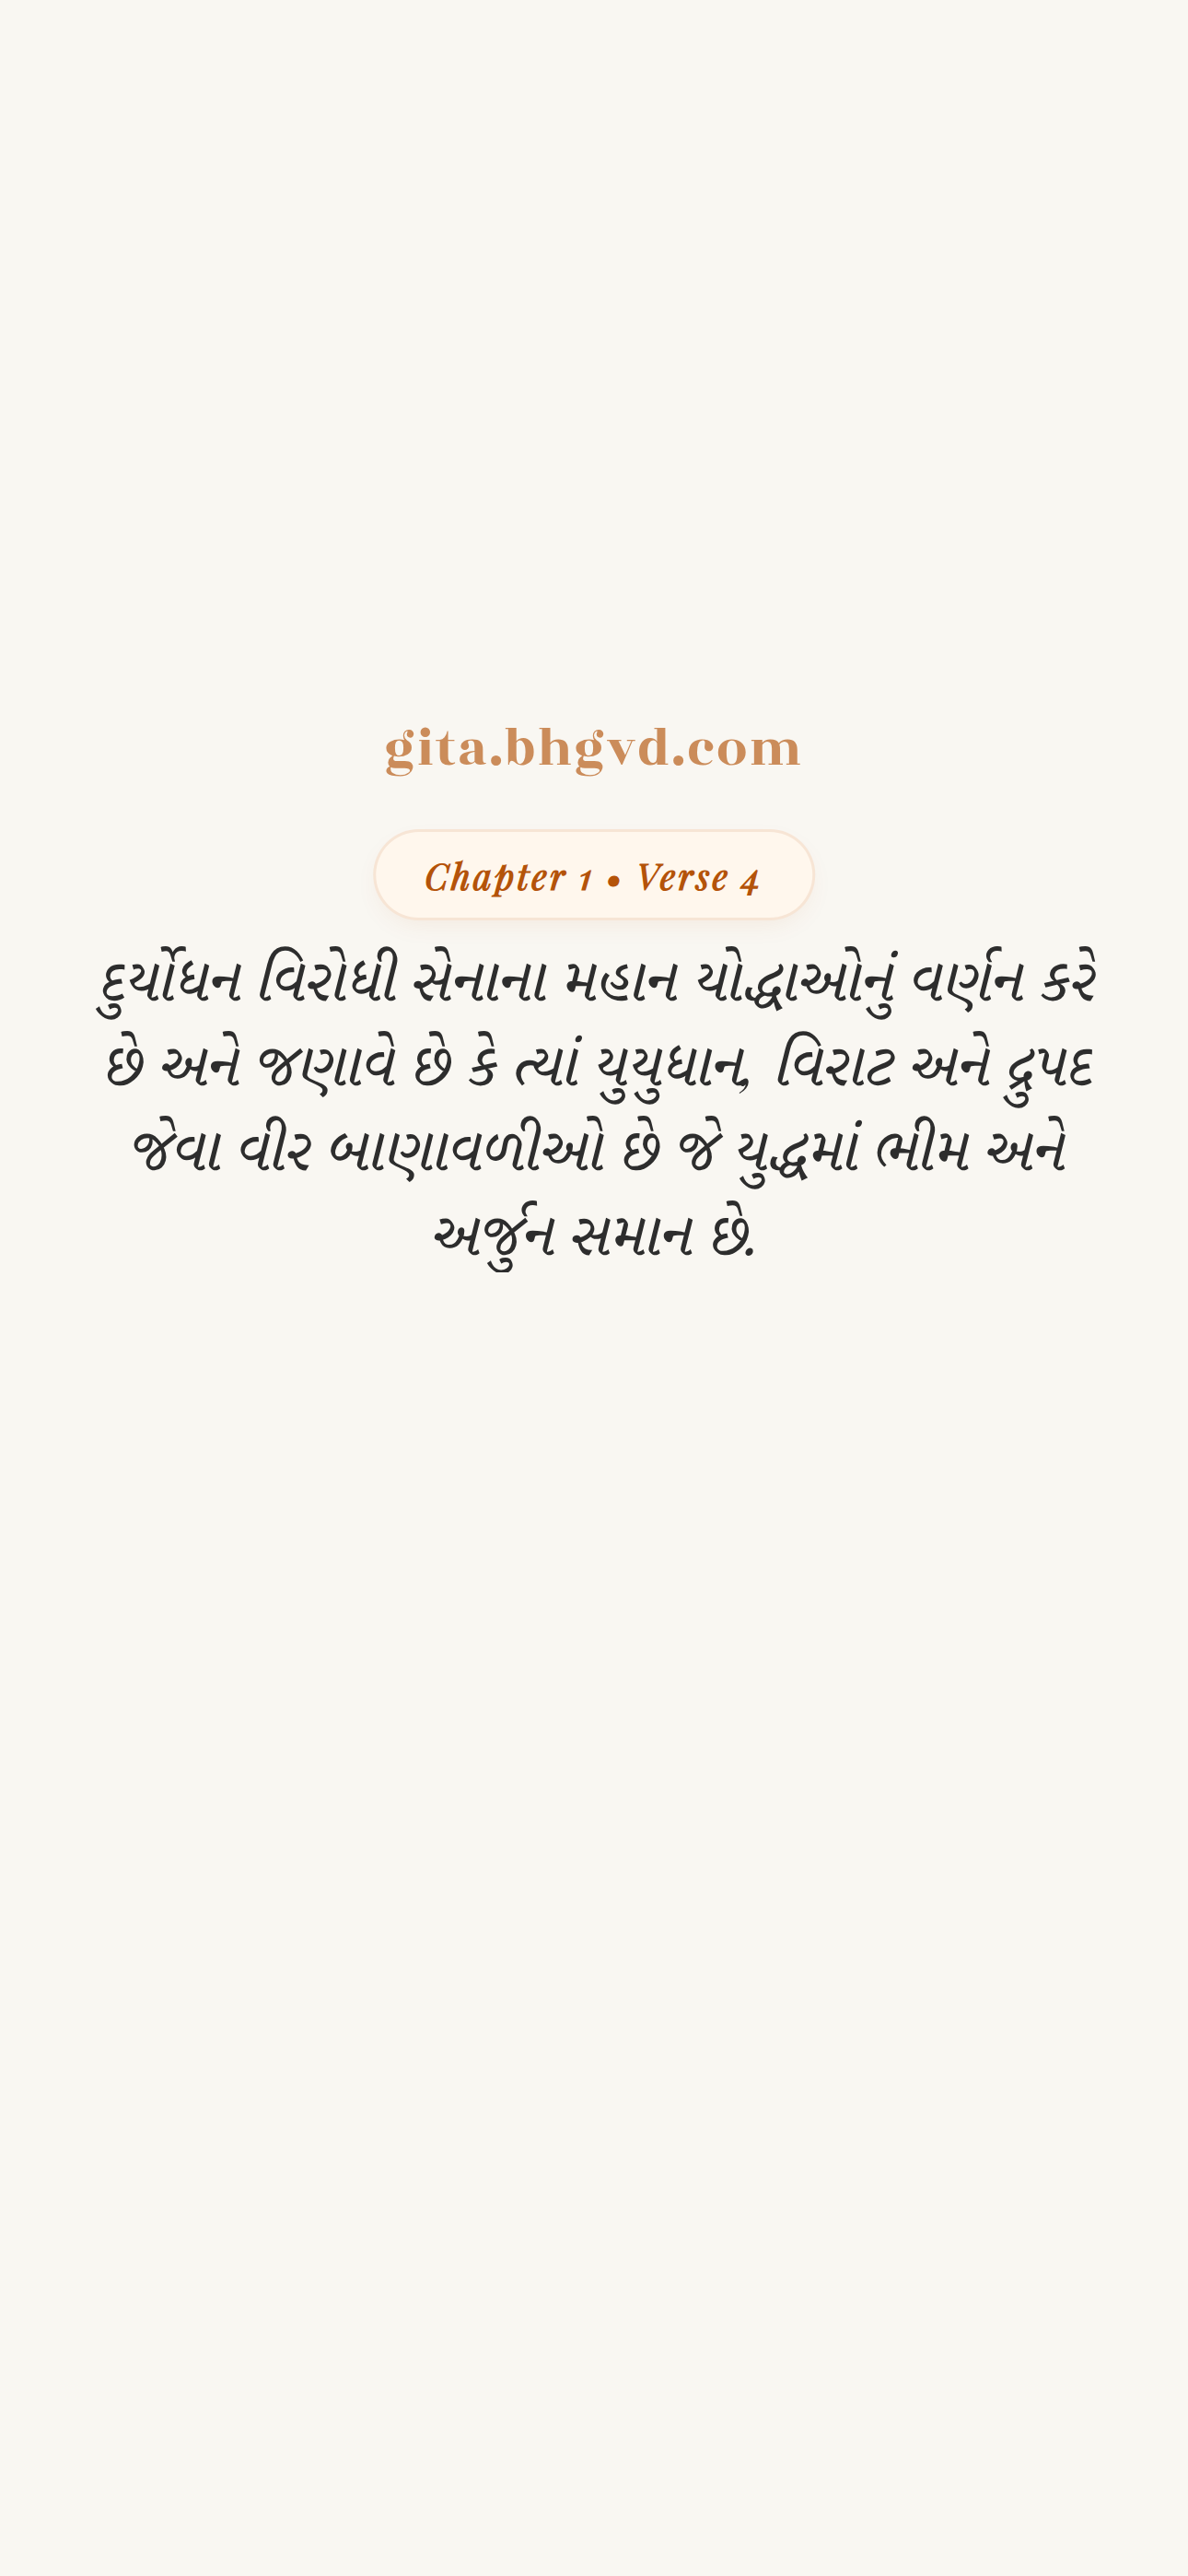 gita.bhgvd.com
Chapter 1 • Verse 4
દુર્યોધન વિરોધી સેનાના મહાન યોદ્ધાઓનું વર્ણન કરે
છે અને જણાવે છે કે ત્યાં યુયુધાન, વિરાટ અને દ્રુપદ
જેવા વીર બાણાવળીઓ છે જે યુદ્ધમાં ભીમ અને
અર્જુન સમાન છે.